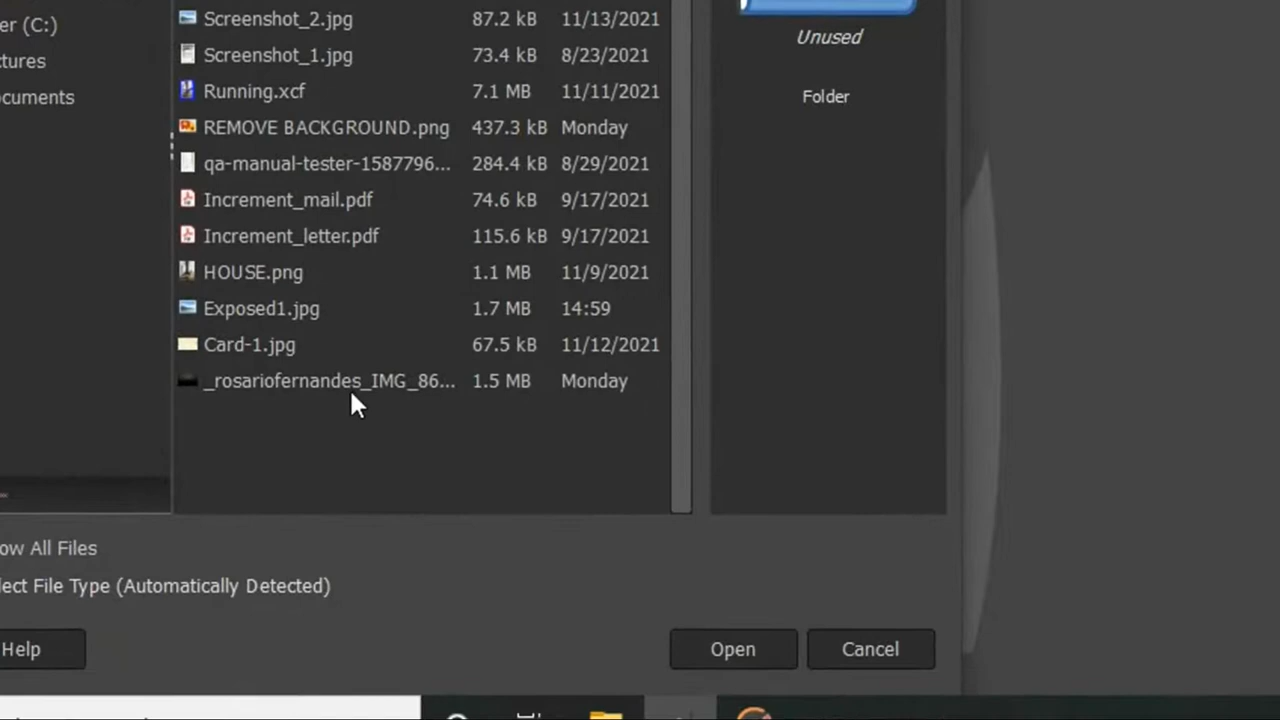 Screenshot_2.jpg 87.2 kB 11/13/2021
er (C:)
Unused
Screenshot_1.jpg 73.4 kB 8/23/2021
tures
Running.xcf 7.1 MB 11/11/2021
ocuments
Folder
REMOVE BACKGROUND.png 437.3 kB Monday
qa-manual-tester-1587796... 284.4 kB 8/29/2021
Increment_mail.pdf 74.6 kB 9/17/2021
Increment_letter.pdf 115.6 kB 9/17/2021
HOUSE.png 1.1 MB 11/9/2021
Exposed1.jpg 1.7 MB 14:59
Card-1.jpg 67.5 kB 11/12/2021
_rosariofernandes_IMG_86... 1.5 MB Monday
ow All Files
lect File Type (Automatically Detected)
Help Open Cancel